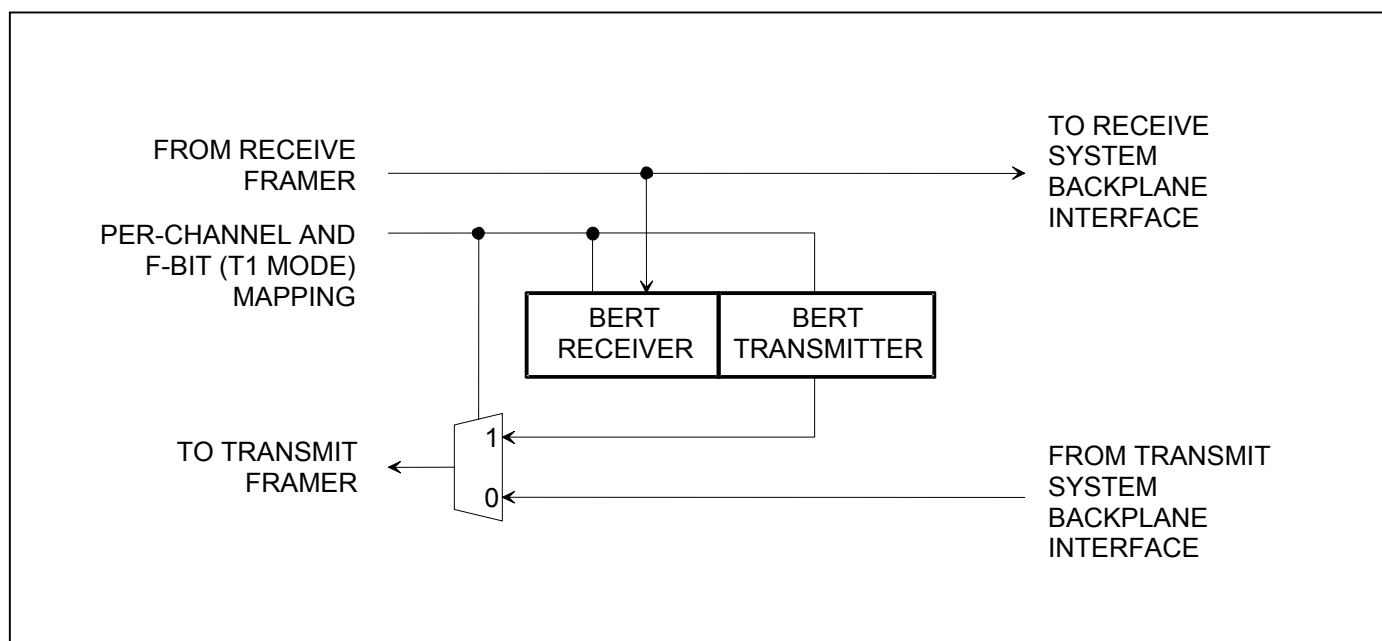 FROM RECEIVE
FRAMER
TO RECEIVE
SYSTEM
BACKPLANE
INTERFACE
PER-CHANNEL AND
F-BIT (T1 MODE)
MAPPING
BERT
RECEIVER
BERT
TRANSMITTER
1
0
TO TRANSMIT
FRAMER
FROM TRANSMIT
SYSTEM
BACKPLANE
INTERFACE